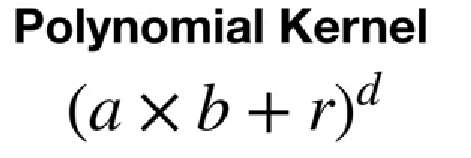 Polynomial Kernel
(a × b + r)^d